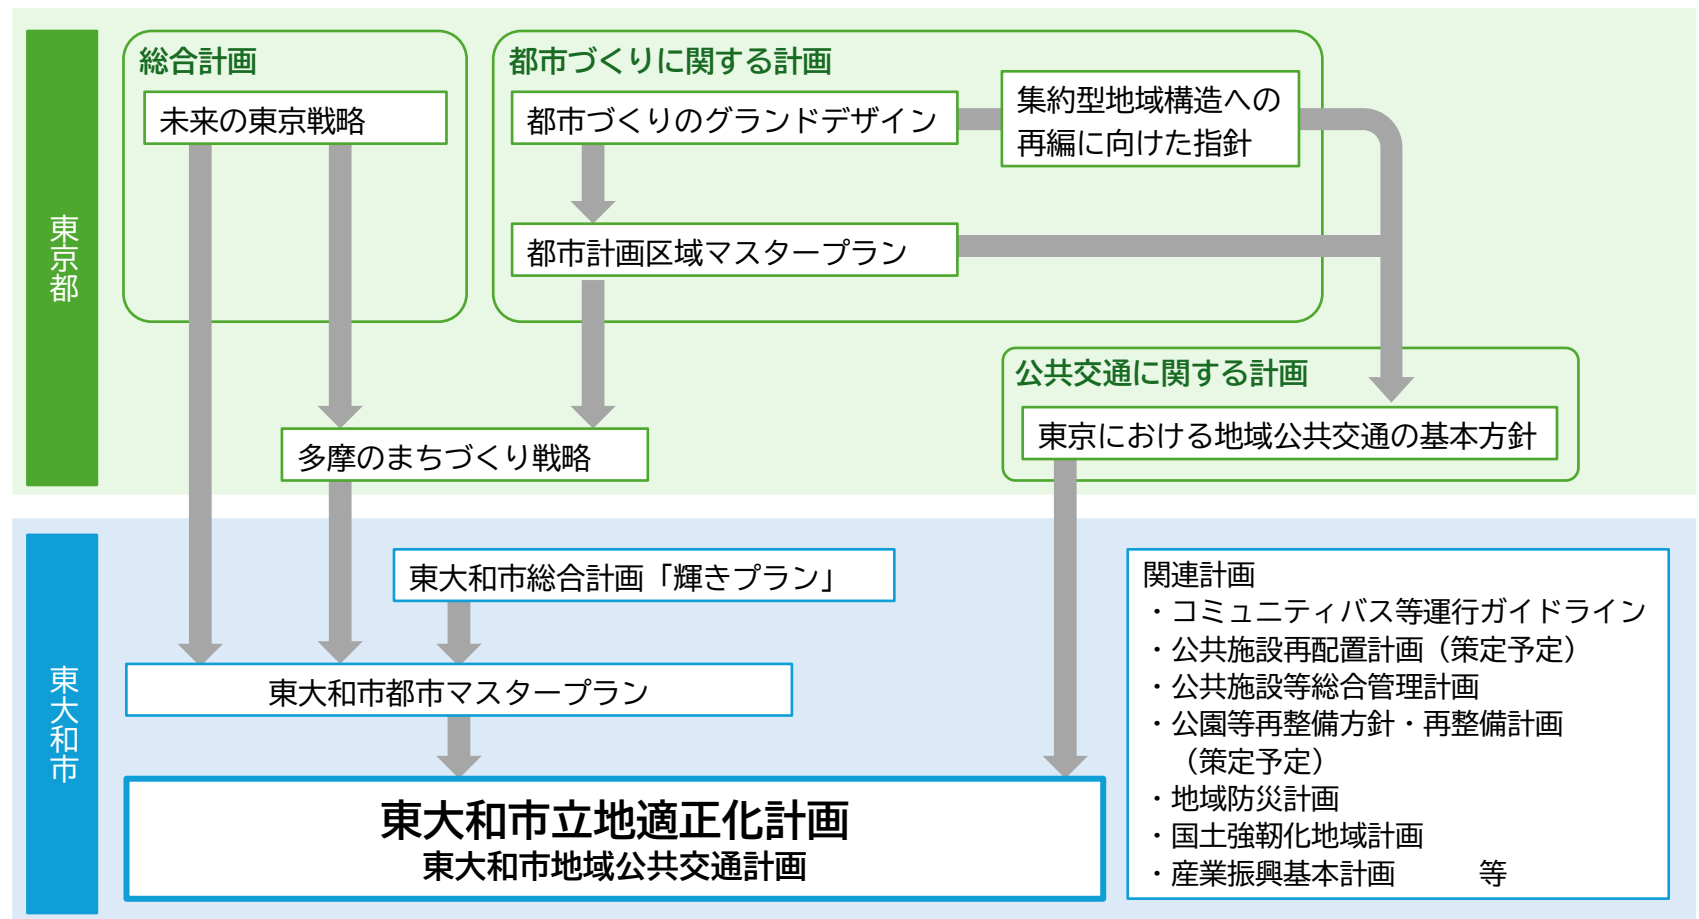 東京都
総合計画
未来の東京戦略
都市づくりに関する計画
都市づくりのグランドデザイン
集約型地域構造への
再編に向けた指針
都市計画区域マスタープラン
公共交通に関する計画
東京における地域公共交通の基本方針
多摩のまちづくり戦略
東大和市
東大和市総合計画「輝きプラン」
東大和市都市マスタープラン
東大和市立地適正化計画
東大和市地域公共交通計画
関連計画
・コミュニティバス等運行ガイドライン
・公共施設再配置計画（策定予定）
・公共施設等総合管理計画
・公園等再整備方針・再整備計画
（策定予定）
・地域防災計画
・国土強靭化地域計画
・産業振興基本計画　　　等